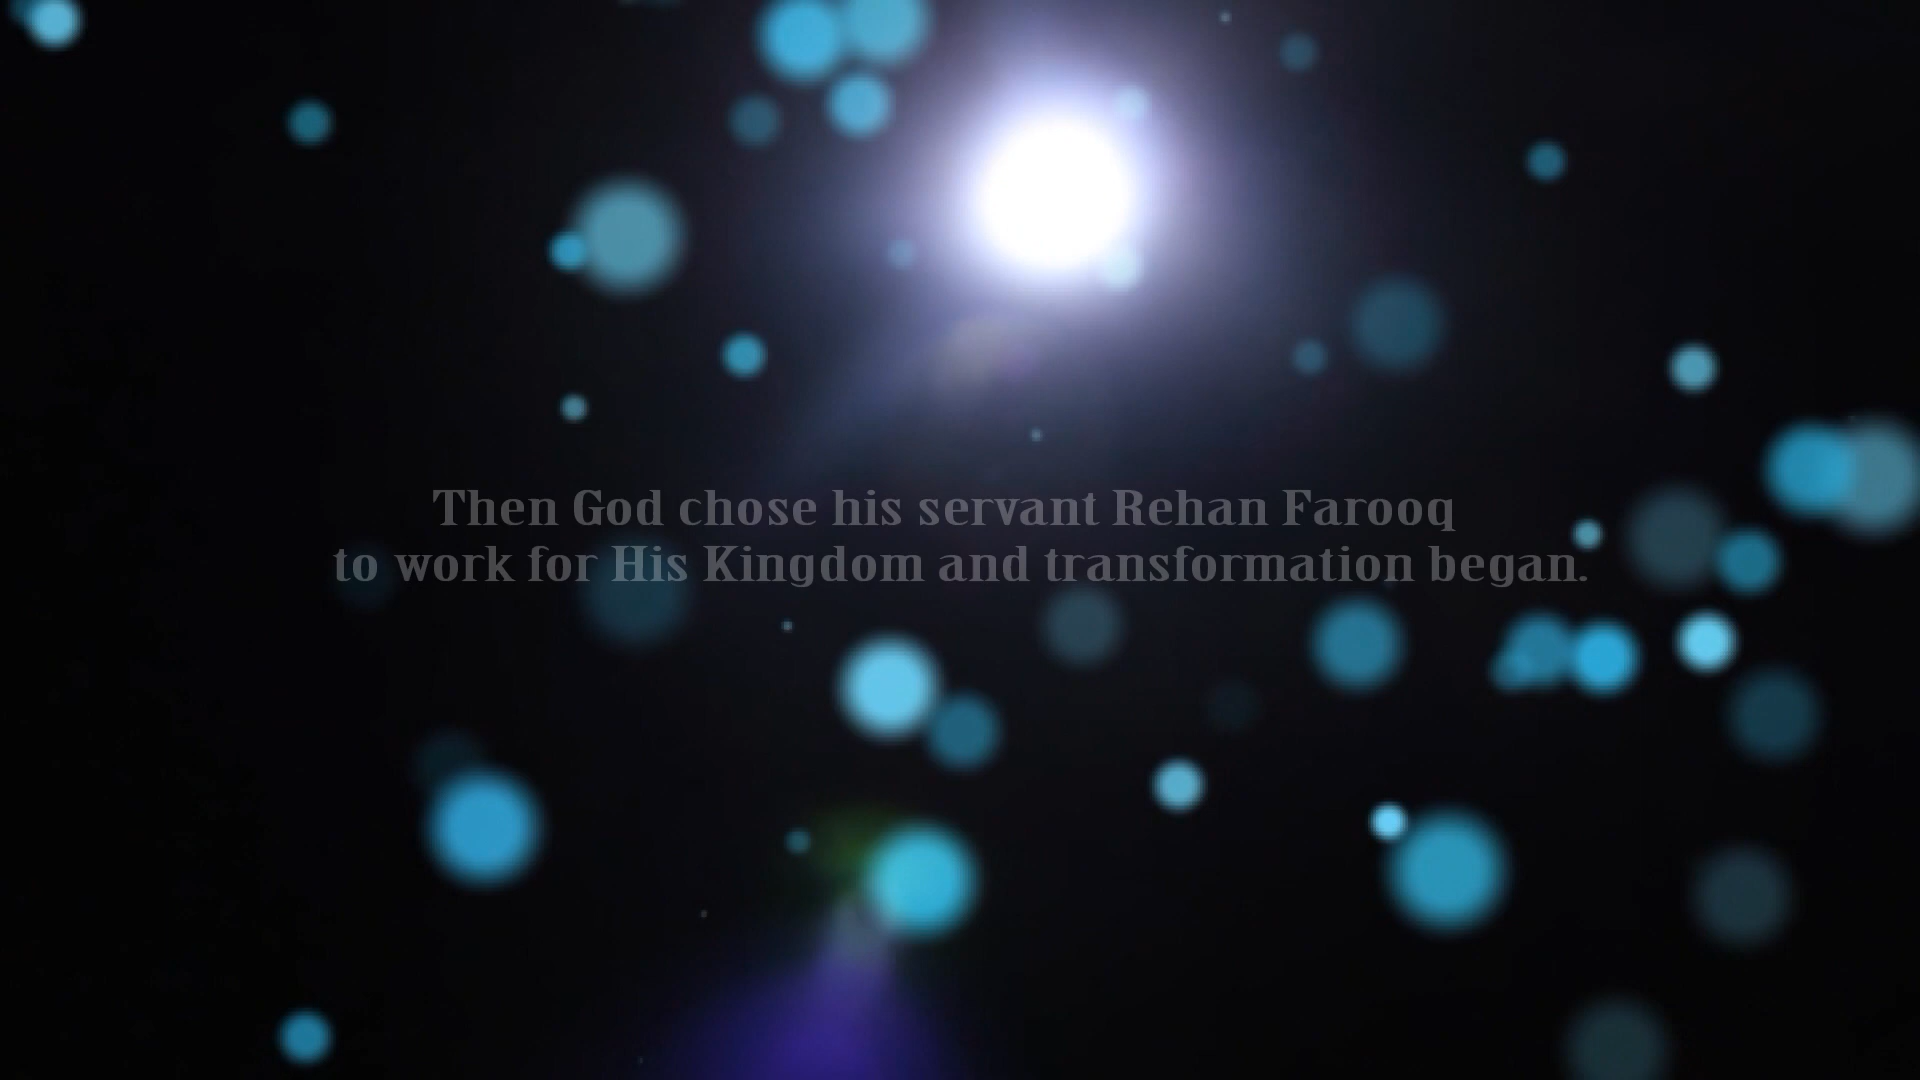 Then God chose his servant Rehan Farooq
to work for His Kingdom and transformation began.